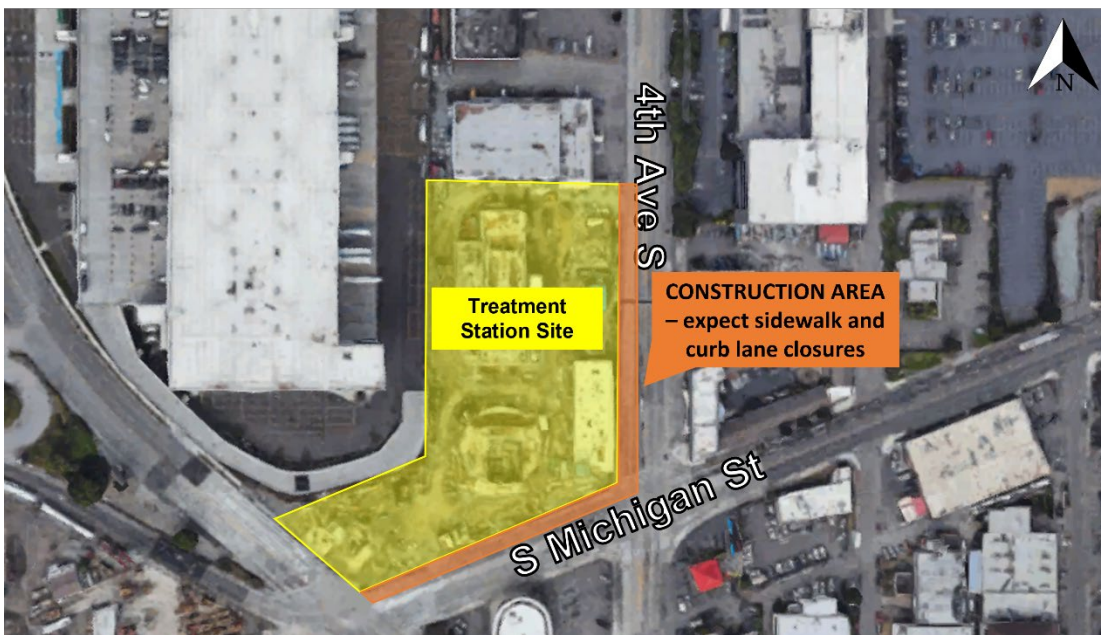 N
4th Ave S
Treatment
Station Site
CONSTRUCTION AREA
– expect sidewalk and
curb lane closures
S Michigan St